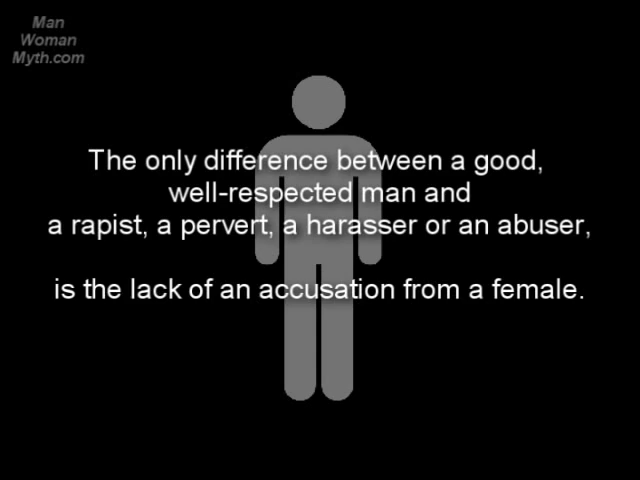 Man
Woman
Myth.com
The only difference between a good,
well-respected man and
a rapist, a pervert, a harasser or an abuser,
is the lack of an accusation from a female.